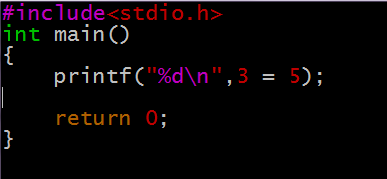 #include<stdio.h>
int main()
{
    printf("%d\n",3 = 5);

    return 0;
}